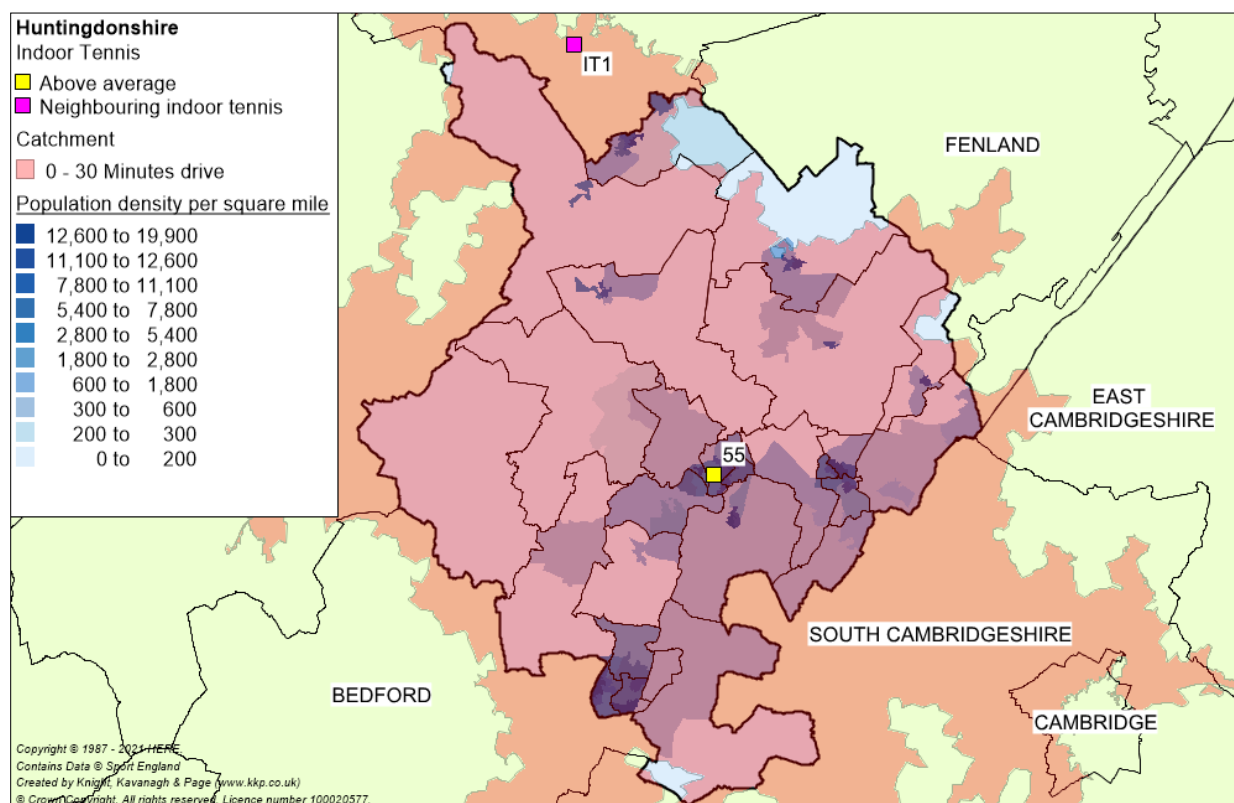 Huntingdonshire
Indoor Tennis
Above average
Neighbouring indoor tennis
Catchment
0 - 30 Minutes drive
Population density per square mile
12,600 to 19,900
11,100 to 12,600
7,800 to 11,100
5,400 to 7,800
2,800 to 5,400
1,800 to 2,800
600 to 1,800
300 to 600
200 to 300
0 to 200
IT1
FENLAND
EAST
CAMBRIDGESHIRE
55
SOUTH CAMBRIDGESHIRE
BEDFORD
CAMBRIDGE
Copyright © 1987 - 2021 HERE.
Contains Data © Sport England
Created by Knight, Kavanagh & Page (www.kkp.co.uk)
© Crown Copyright. All rights reserved. Licence number 100020577.